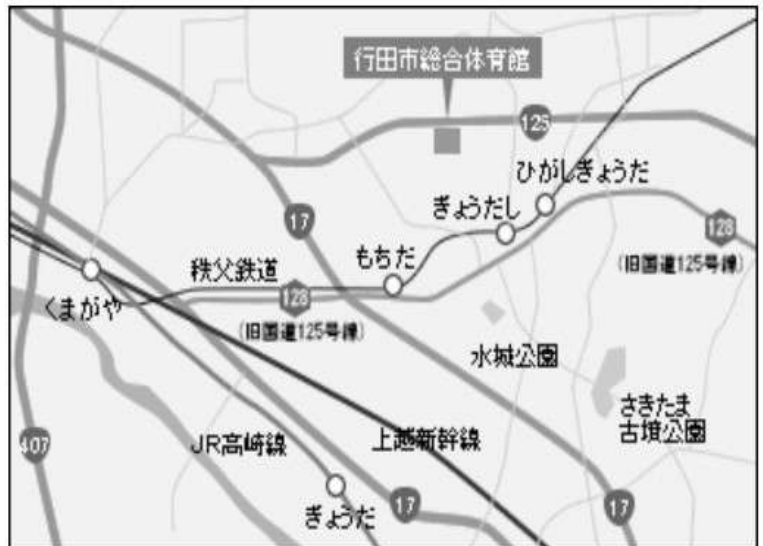 行田市総合体育館
125
ひがしぎょうだ
ぎょうだし
17
128
(旧国道125号線)
もちだ
秩父鉄道
くまがや
128
(旧国道125号線)
水城公園
さきたま
古墳公園
407
JR高崎線
上越新幹線
ぎょうだ
17
17